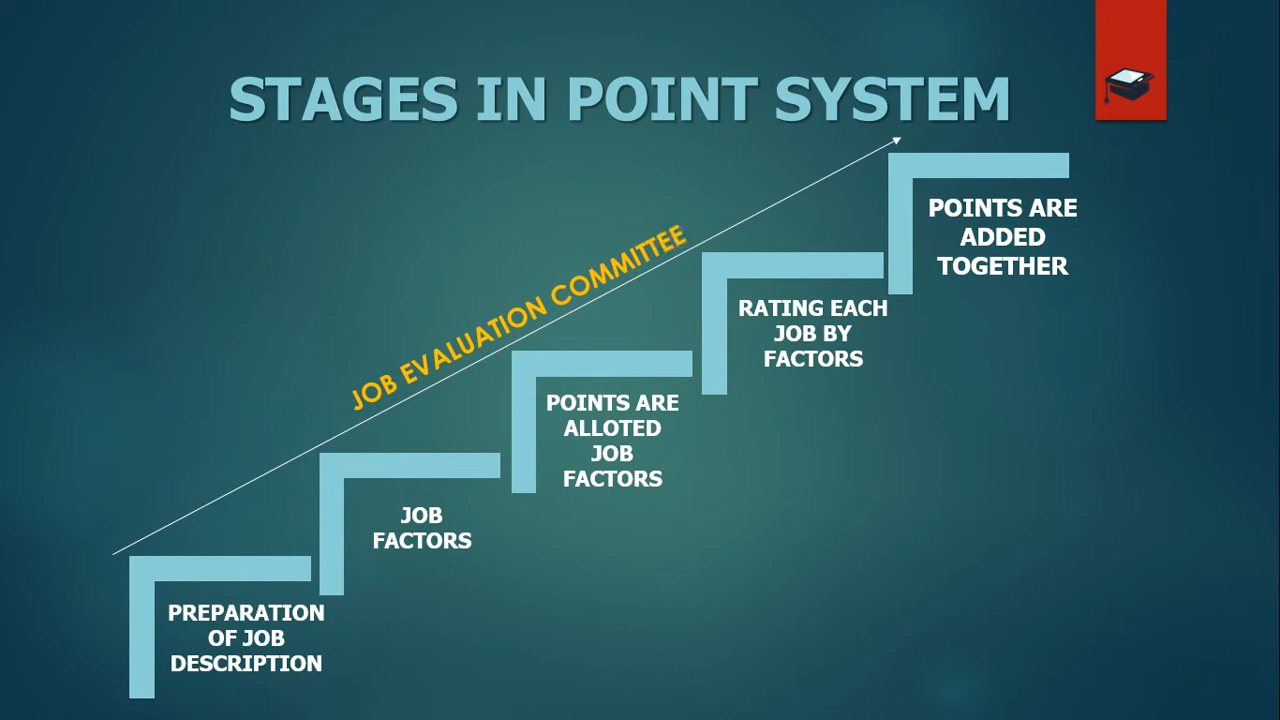 STAGES IN POINT SYSTEM
JOB EVALUATION COMMITTEE
PREPARATION
OF JOB
DESCRIPTION
JOB
FACTORS
POINTS ARE
ALLOTED
JOB
FACTORS
RATING EACH
JOB BY
FACTORS
POINTS ARE
ADDED
TOGETHER